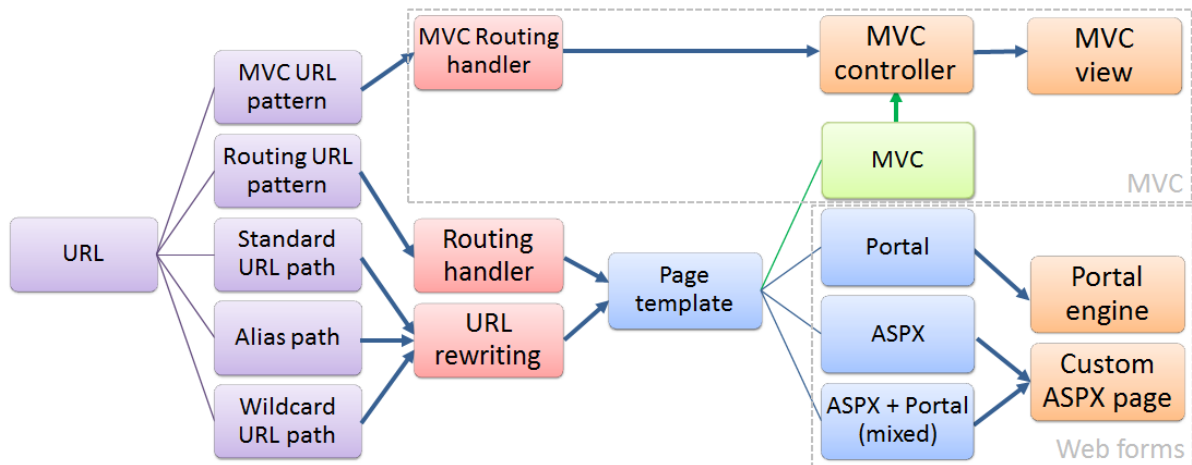 URL
MVC URL
pattern
Routing URL
pattern
Standard
URL path
Alias path
Wildcard
URL path
MVC Routing
handler
Routing
handler
URL
rewriting
Page
template
MVC
controller
MVC
view
MVC
MVC
Portal
ASPX
ASPX + Portal
(mixed)
Portal
engine
Custom
ASPX page
Web forms